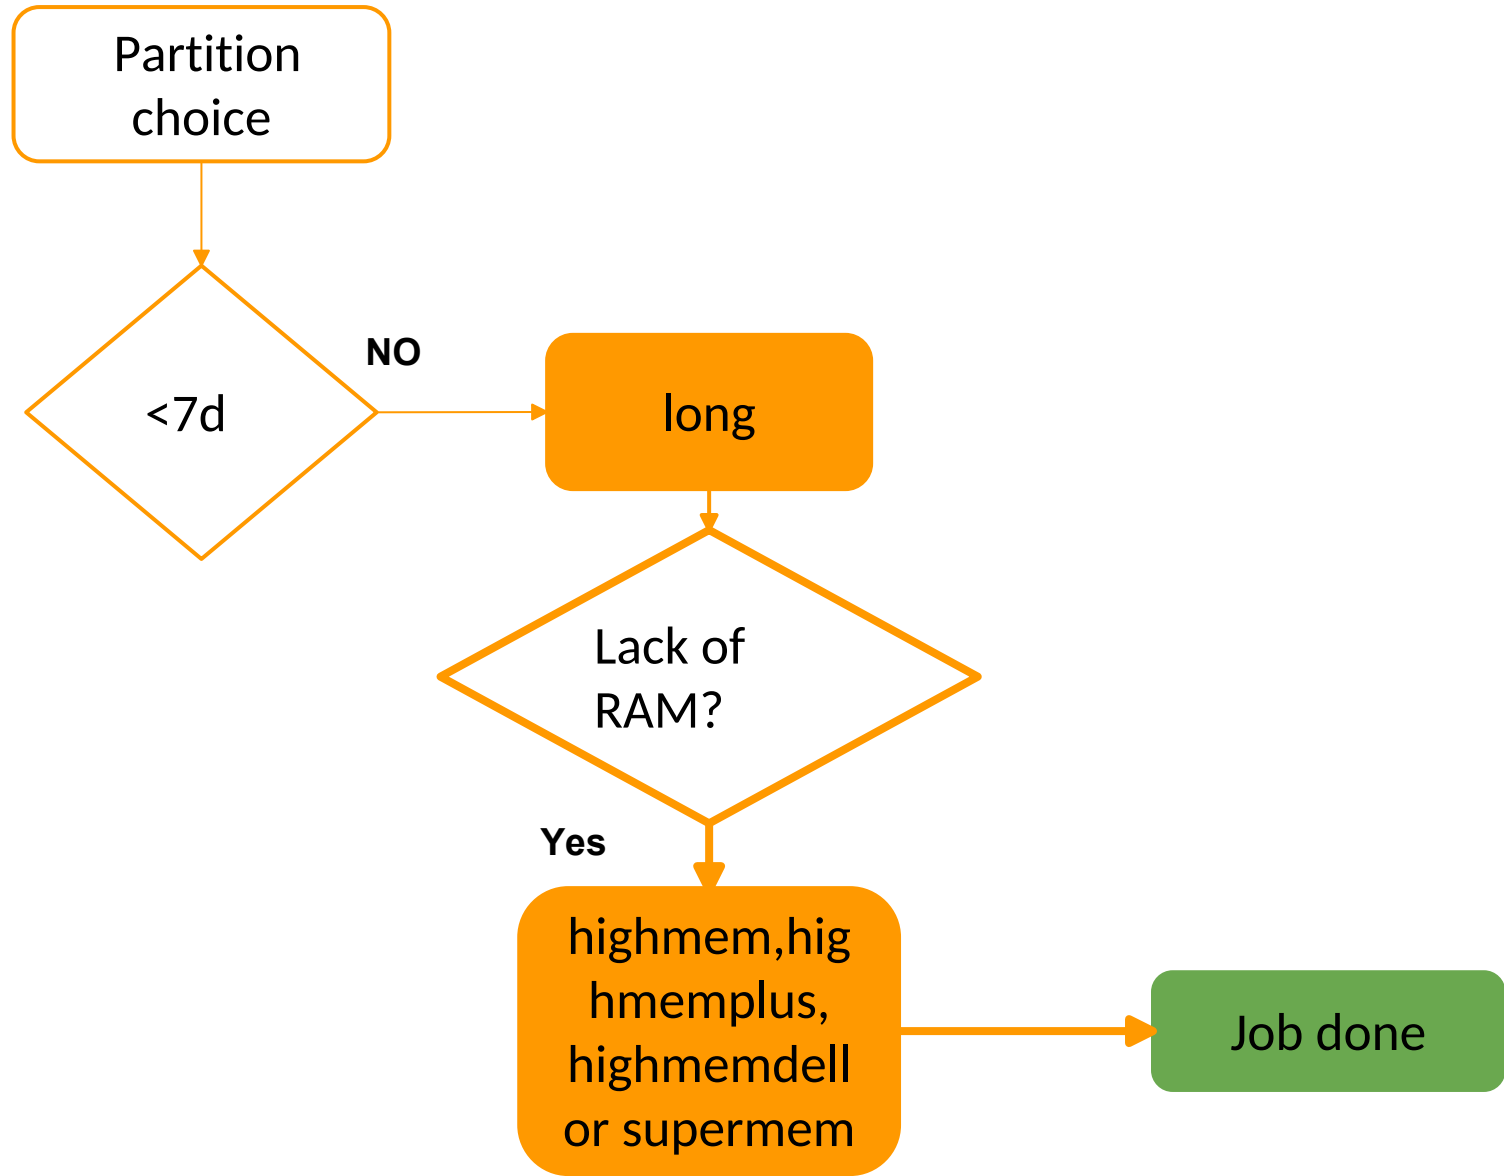 Partition
choice
NO
<7d
long
Lack of
RAM?
Yes
highmem,hig
hmemplus,
highmemdell
or supermem
Job done